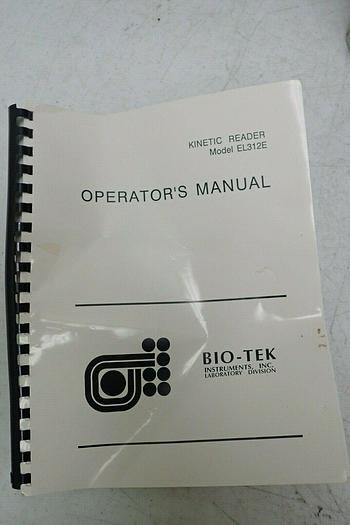 KINETIC READER
Model EL312E
OPERATOR'S MANUAL
BIO-TEK
INSTRUMENTS, INC.
LABORATORY DIVISION